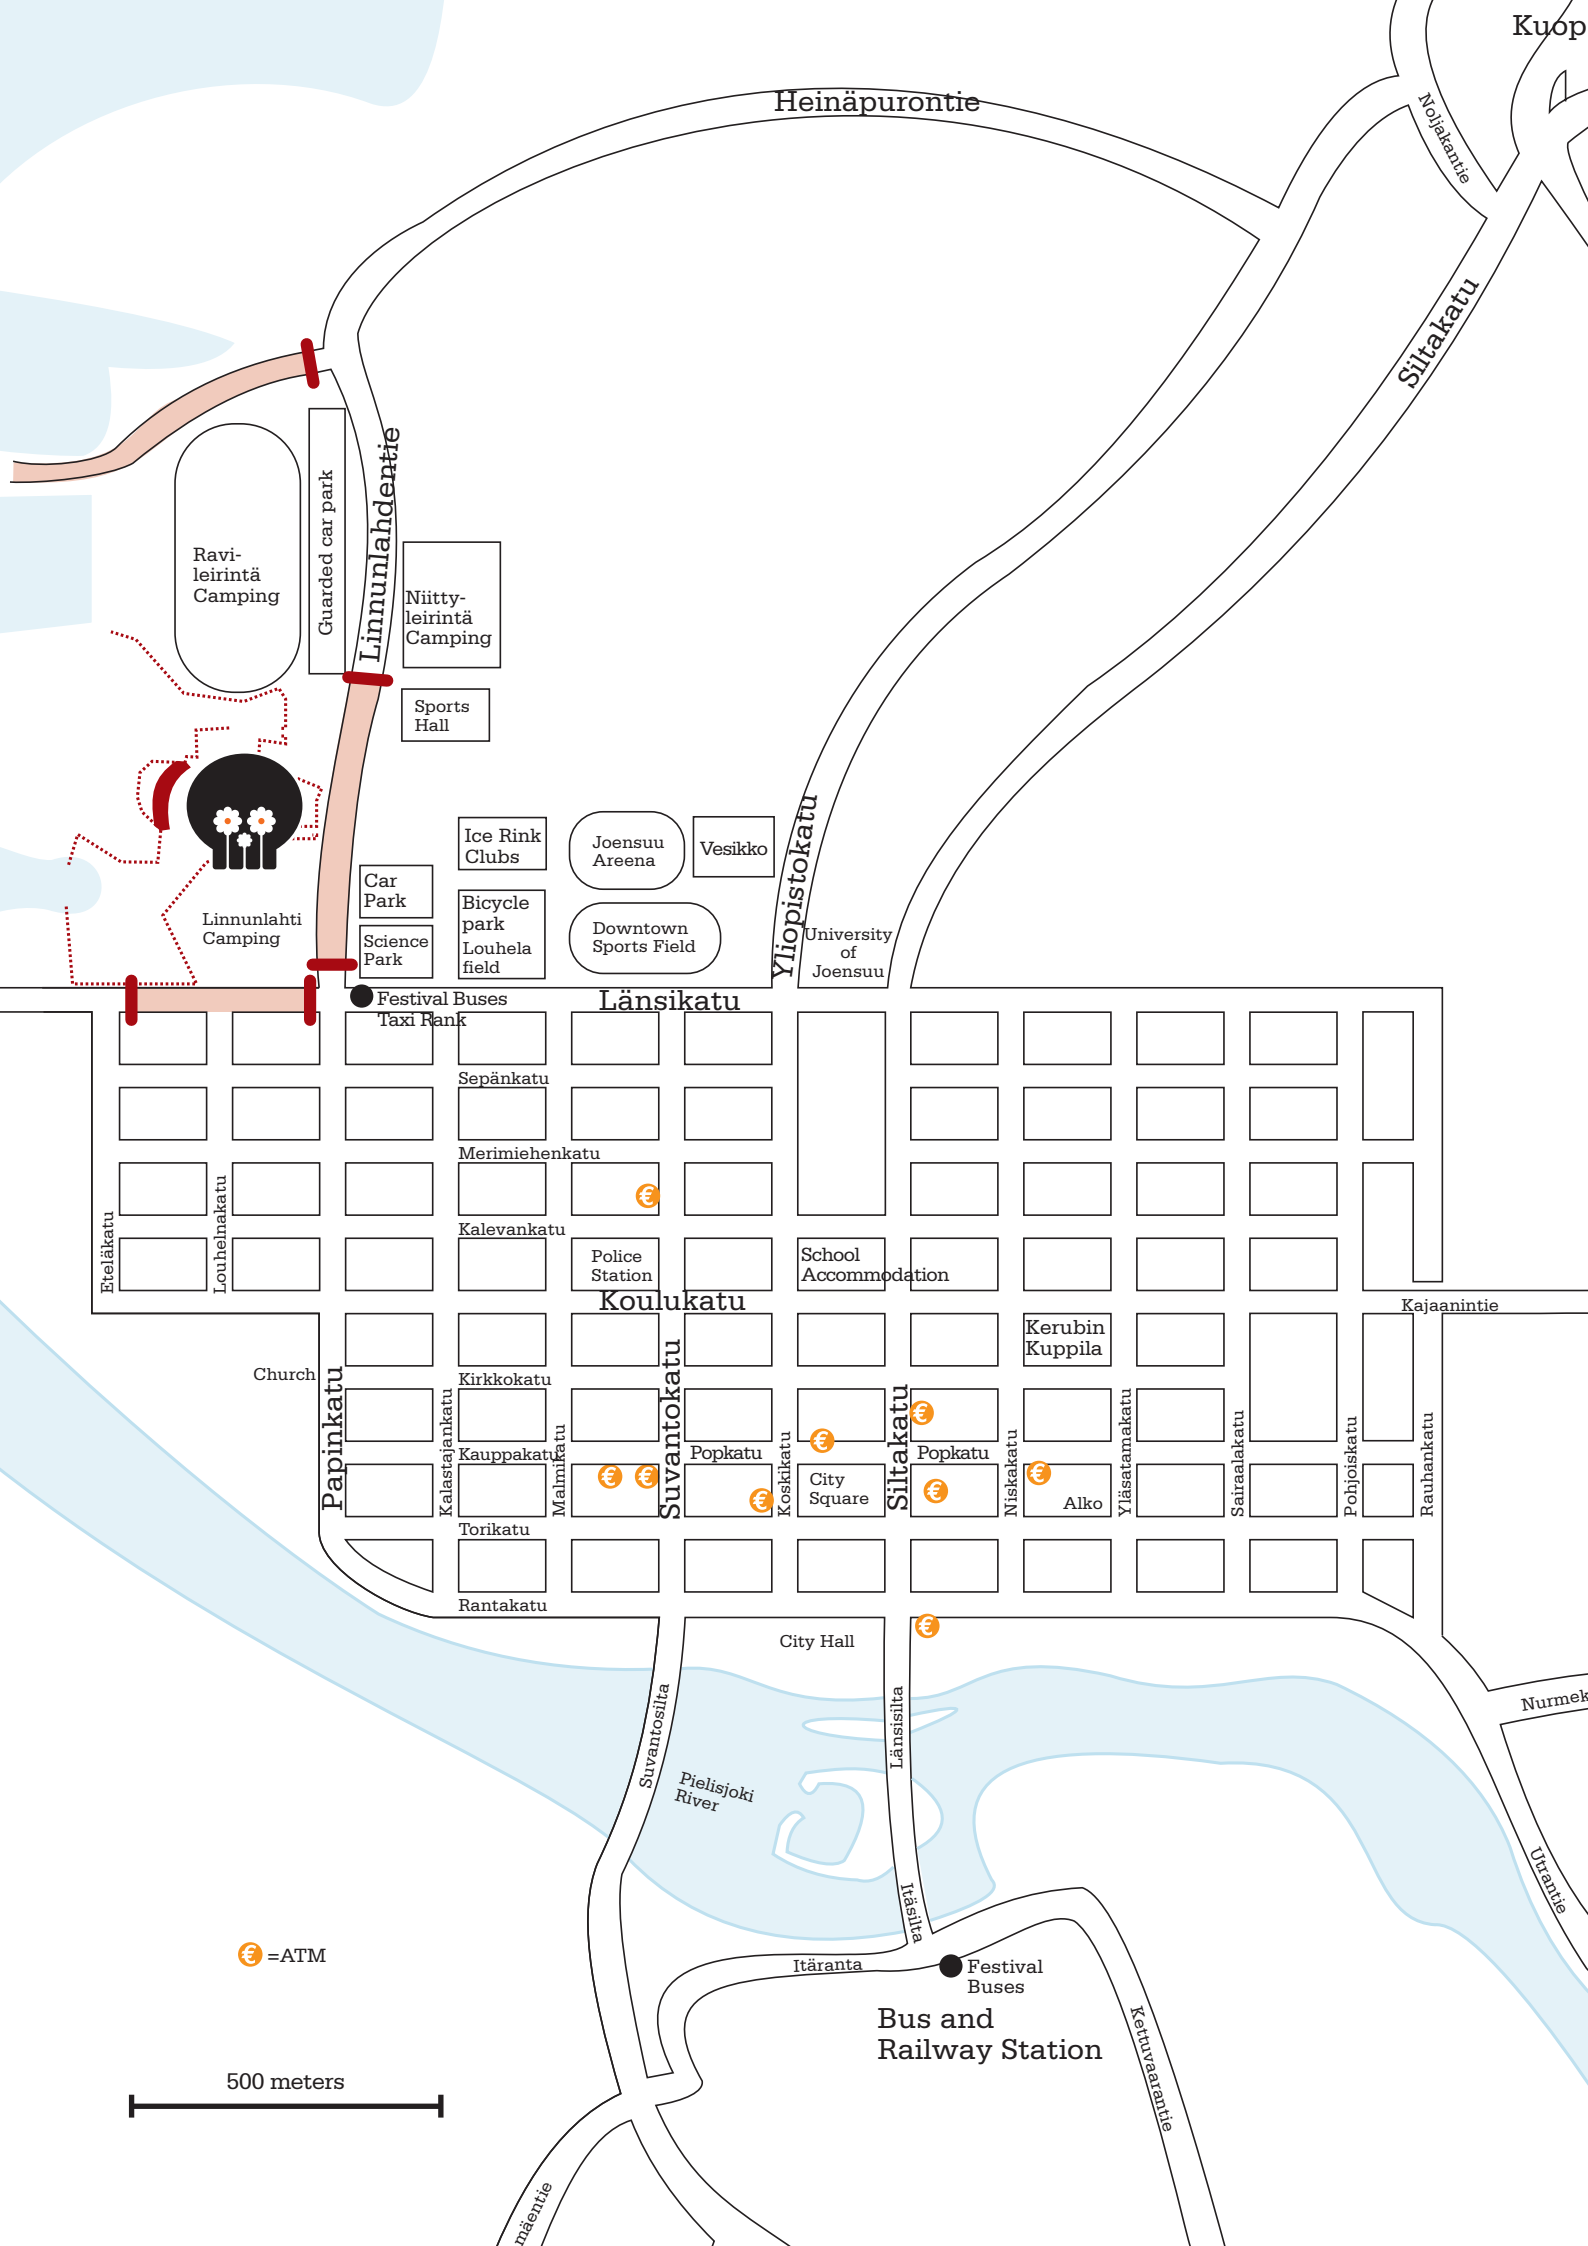 Kuop
Heinäpurontie
Noljakantie
Siltakatu
Linnunlahdentie
Guarded car park
Ravi-
leirintä
Camping
Niitty-
leirintä
Camping
Sports
Hall
Yliopistokatu
Ice Rink
Clubs
Joensuu
Areena
Vesikko
Car
Park
Bicycle
park
Louhela
field
Downtown
Sports Field
University
of
Joensuu
Linnunlahti
Camping
Science
Park
Festival Buses
Taxi Rank
Länsikatu
Sepänkatu
Merimiehenkatu
€
Kalevankatu
Eteläkatu
Louhelnakatu
Police
Station
School
Accommodation
Koulukatu
Kajaanintie
Kerubin
Kuppila
Church
Kirkkokatu
Papinkatu
Kalastajankatu
Malmikatu
Suvantokatu
Koskikatu
Siltakatu
Niskakatu
Yläsatamakatu
Sairaalakatu
Pohjoiskatu
Rauhankatu
€
€
Kauppakatu
Popkatu
Popkatu
€ €
€
City
Square
€
€
Alko
Torikatu
Rantakatu
€
City Hall
Suvantosilta
Länsisilta
Nurmek
Pielisjoki
River
Utrantie
Itäsilta
€ =ATM
Itäranta
Festival
Buses
Bus and
Railway Station
Kettuvaarantie
500 meters
mäentie